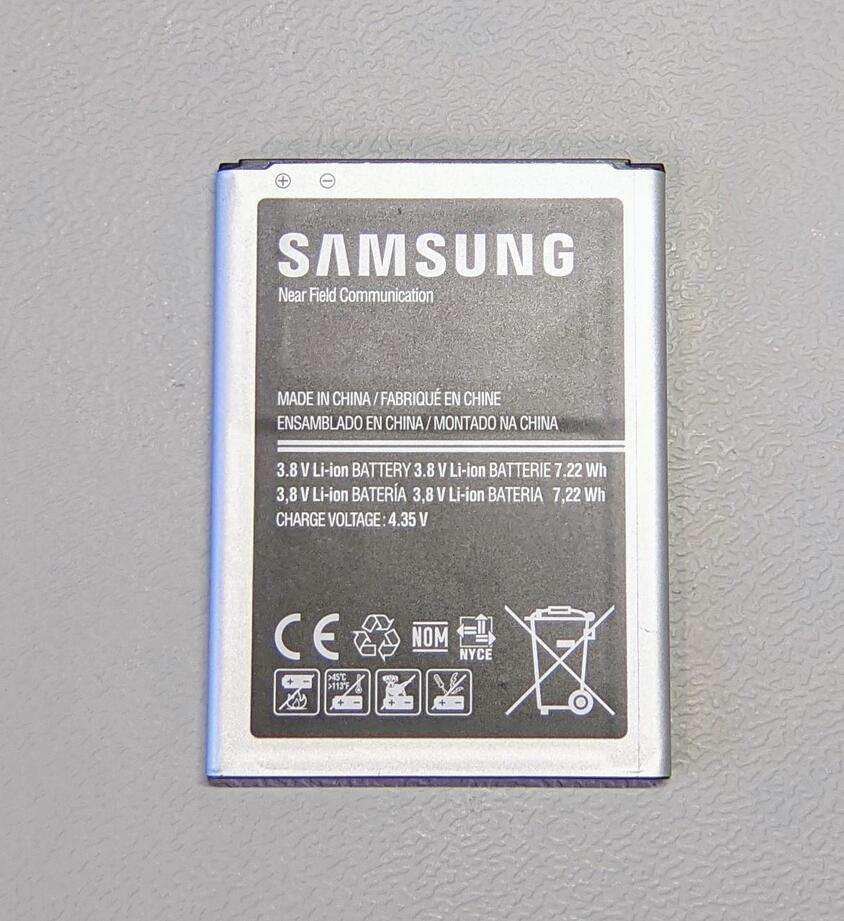 SAMSUNG
Near Field Communication
MADE IN CHINA / FABRIQUÉ EN CHINE
ENSAMBLADO EN CHINA / MONTADO NA CHINA
3.8 V Li-ion BATTERY 3.8 V Li-ion BATTERIE 7.22 Wh
3,8 V Li-ion BATERÍA 3,8 V Li-ion BATERIA 7,22 Wh
CHARGE VOLTAGE : 4.35 V
CE NOM NYCE
>45°C
>113°F